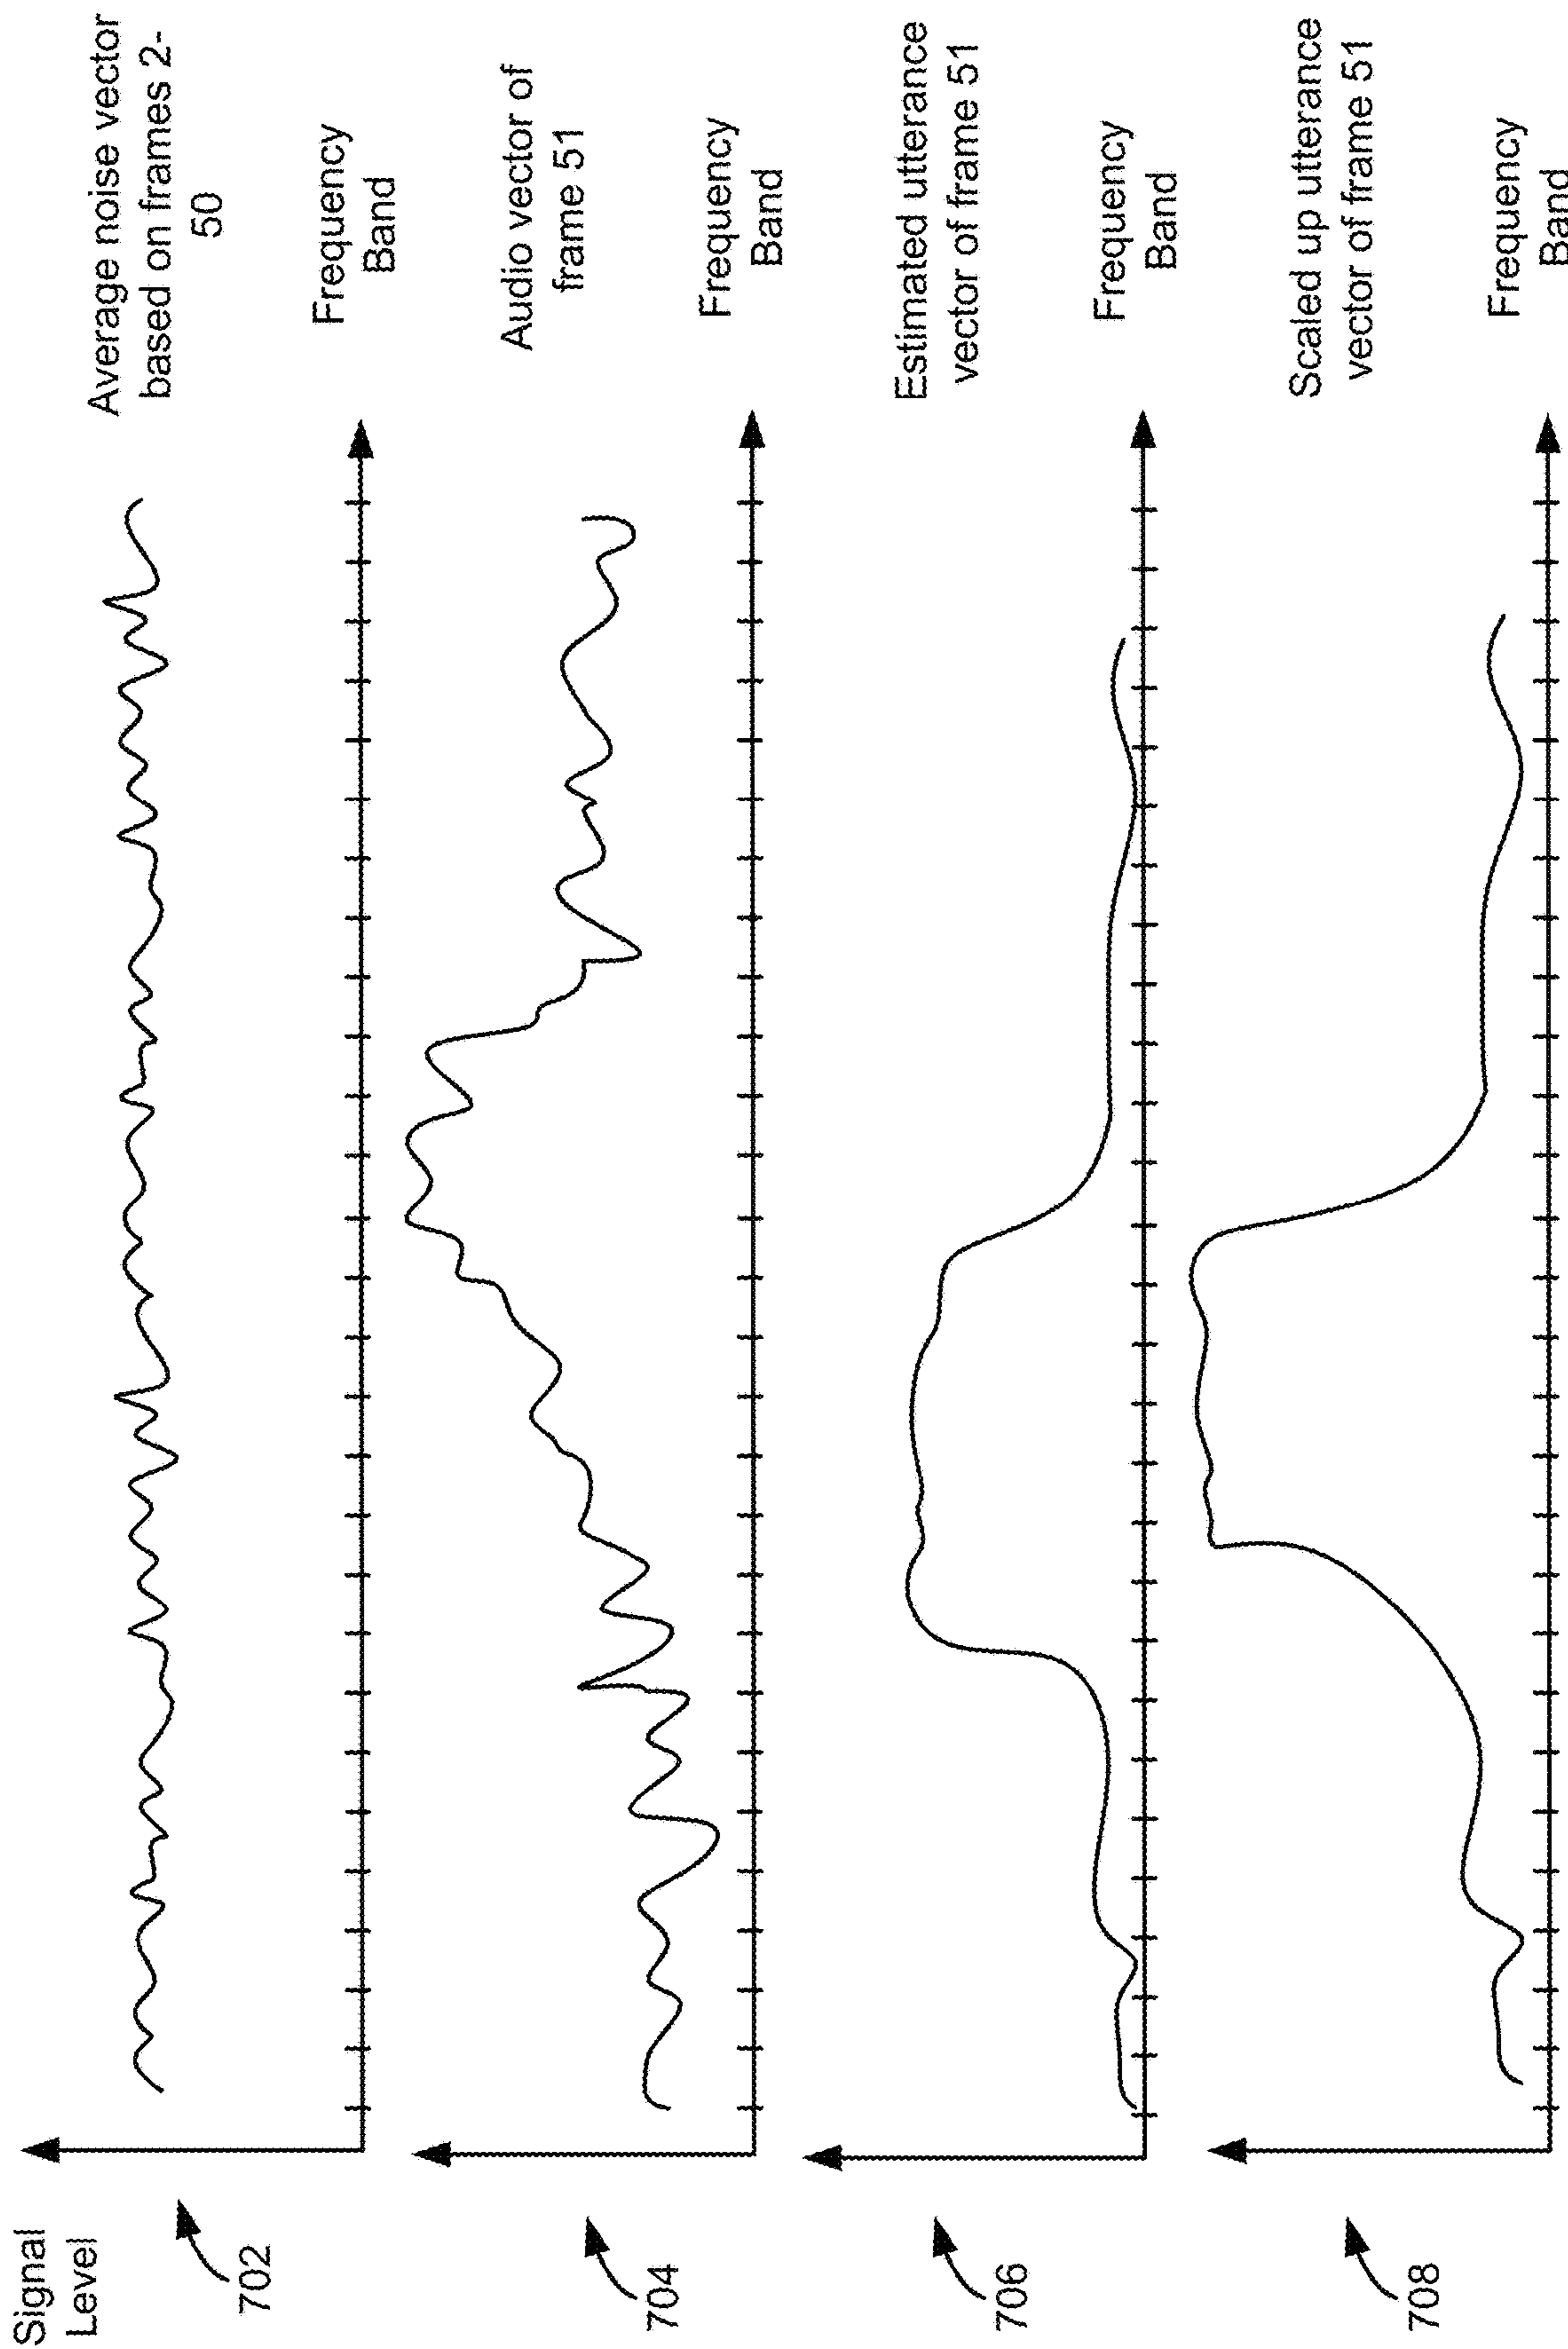 Signal
Level
702
Average noise vector
based on frames 2-
50
Frequency
Band
704
Audio vector of
frame 51
Frequency
Band
706
Estimated utterance
vector of frame 51
Frequency
Band
708
Scaled up utterance
vector of frame 51
Frequency
Band